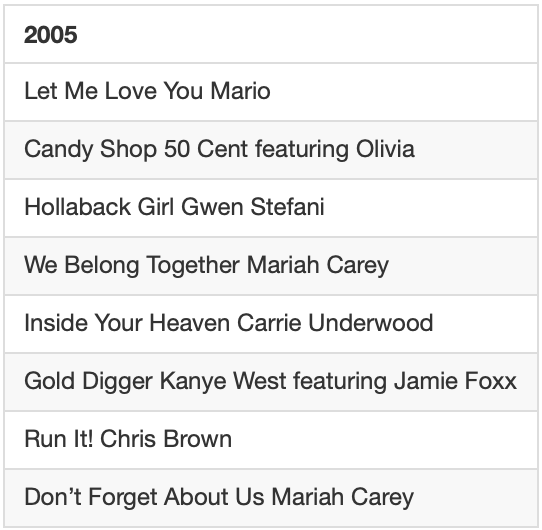 2005
Let Me Love You Mario
Candy Shop 50 Cent featuring Olivia
Hollaback Girl Gwen Stefani
We Belong Together Mariah Carey
Inside Your Heaven Carrie Underwood
Gold Digger Kanye West featuring Jamie Foxx
Run It! Chris Brown
Don’t Forget About Us Mariah Carey